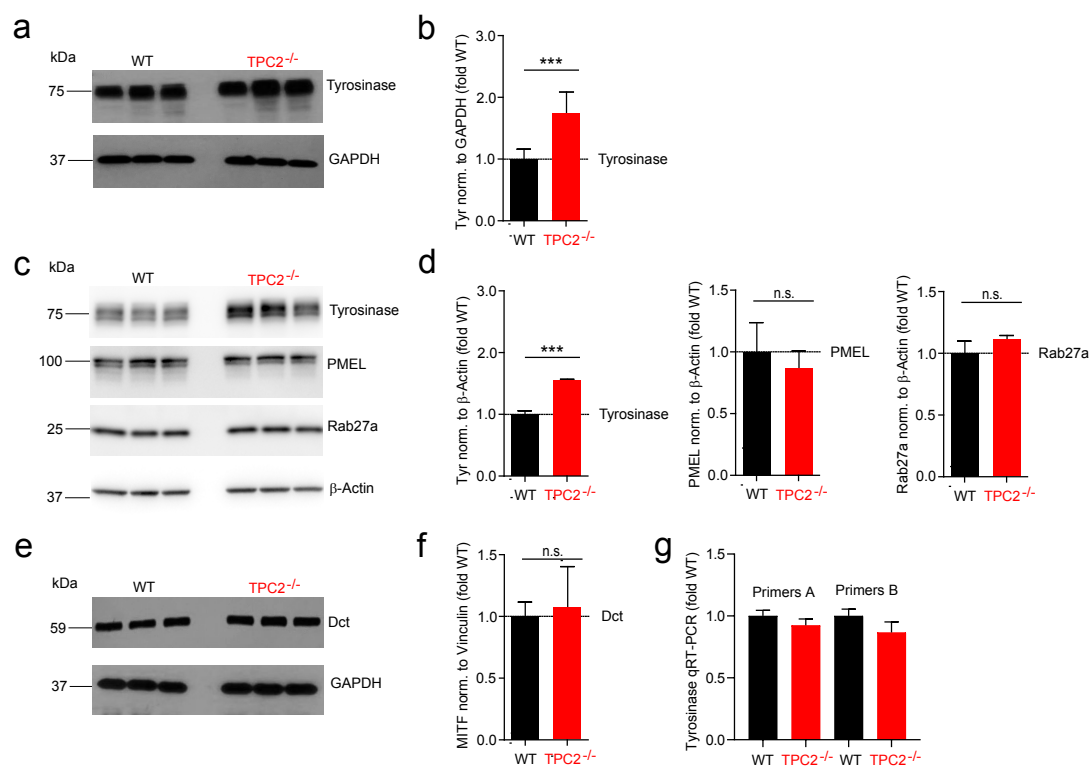 a
kDa
WT
TPC2-/-
75
Tyrosinase
37
GAPDH
b
Tyr norm. to GAPDH (fold WT)
3.0
2.0
1.0
0.0
***
Tyrosinase
WT
TPC2-/-
c
kDa
WT
TPC2-/-
75
Tyrosinase
100
PMEL
25
Rab27a
37
β-Actin
d
Tyr norm. to β-Actin (fold WT)
3.0
2.0
1.0
0.0
***
Tyrosinase
WT
TPC2-/-
PMEL norm. to β-Actin (fold WT)
1.5
1.0
0.5
0.0
n.s.
PMEL
WT
TPC2-/-
Rab27a norm. to β-Actin (fold WT)
1.5
1.0
0.5
0.0
n.s.
Rab27a
WT
TPC2-/-
e
kDa
WT
TPC2-/-
59
Dct
37
GAPDH
f
MITF norm. to Vinculin (fold WT)
1.5
1.0
0.5
0.0
n.s.
Dct
WT
TPC2-/-
g
Tyrosinase qRT-PCR (fold WT)
1.5
1.0
0.5
0.0
Primers A
Primers B
WT
TPC2-/-
WT
TPC2-/-